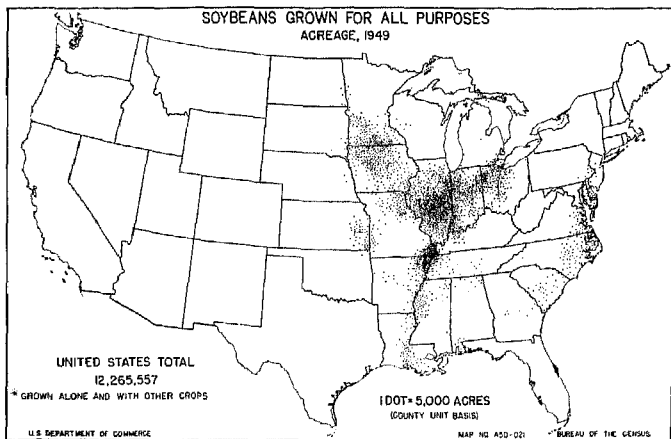 SOYBEANS GROWN FOR ALL PURPOSES
ACREAGE, 1949
UNITED STATES TOTAL
12,265,557
* GROWN ALONE AND WITH OTHER CROPS
1 DOT = 5,000 ACRES
(COUNTY UNIT BASIS)
U.S. DEPARTMENT OF COMMERCE
MAP NO. A50-021
BUREAU OF THE CENSUS